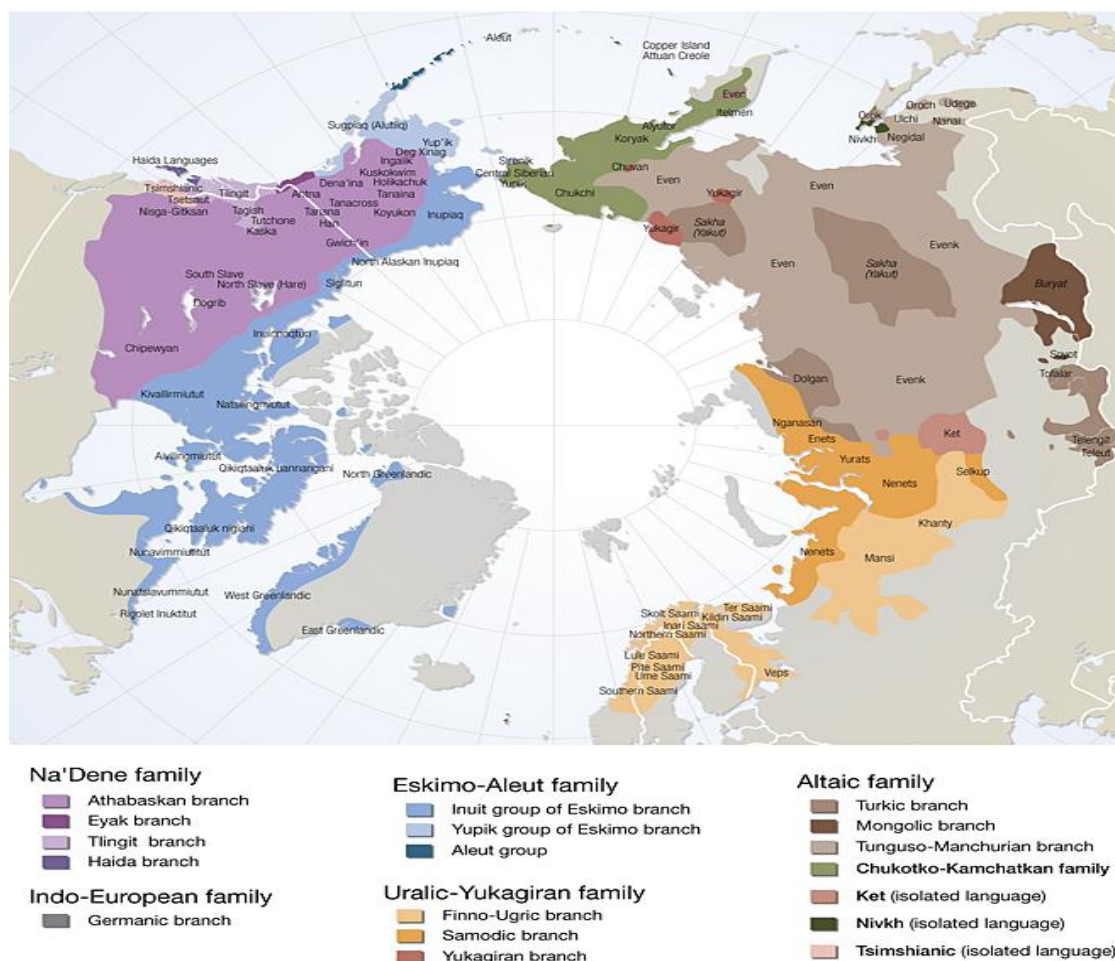 Aleut
Copper Island
Attuan Creole
Even
Itelmen
Alyutor
Koryak
Sugpiaq (Alutiiq)
Yup'ik
Deg Xinag
Ingalik
Kuskokwim
Holikachuk
Dena'ina
Tanaina
Tanacross
Koyukon
Inupiaq
Haida Languages
Tsimshianic
Tsetsaut
Nisga-Gitksan
Tlingit
Tagish
Tutchone
Kaska
Han
Gwich'in
North Alaskan Inupiaq
Siglitun
South Slave
North Slave (Hare)
Dogrib
Chipewyan
Kivallirmiutut
Natsilingmiutut
Aivilingmiutut
North Greenlandic
Nunavimmiutitut
Nunatsiavummiutut
Rigolet Inuktitut
West Greenlandic
East Greenlandic
Sirenik
Central Siberian
Yupik
Chukchi
Chuvan
Even
Yukagir
Yukagir
Sakha
(Yakut)
Even
Even
Sakha
(Yakut)
Evenk
Orok
Nivkh
Oroch
Ulchi
Negidal
Udege
Nanai
Buryat
Soyot
Tofalar
Telengit
Teleut
Dolgan
Evenk
Nganasan
Enets
Yurats
Nenets
Ket
Selkup
Khanty
Mansi
Nenets
Skolt Saami
Ter Saami
Kildin Saami
Inari Saami
Northern Saami
Lule Saami
Pite Saami
Ume Saami
Southern Saami
Veps
Na'Dene family
Athabaskan branch
Eyak branch
Tlingit branch
Haida branch
Indo-European family
Germanic branch
Eskimo-Aleut family
Inuit group of Eskimo branch
Yupik group of Eskimo branch
Aleut group
Uralic-Yukagiran family
Finno-Ugric branch
Samodic branch
Yukagiran branch
Altaic family
Turkic branch
Mongolic branch
Tunguso-Manchurian branch
Chukotko-Kamchatkan family
Ket (isolated language)
Nivkh (isolated language)
Tsimshianic (isolated language)